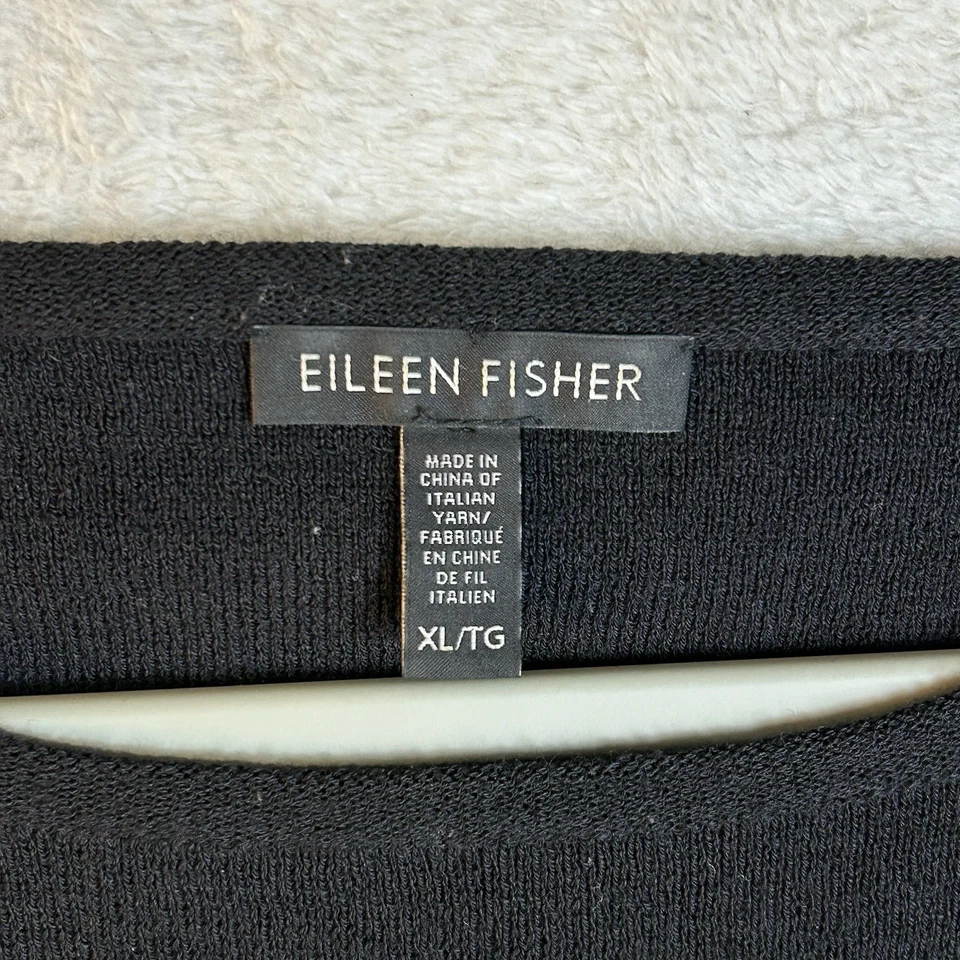 EILEEN FISHER
MADE IN
CHINA OF
ITALIAN
YARN/
FABRIQUÉ
EN CHINE
DE FIL
ITALIEN
XL/TG